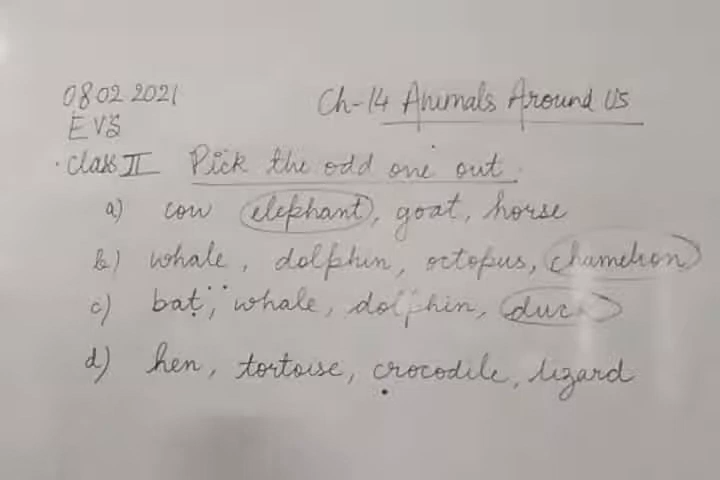 08.02.2021 Ch-14 Animals Around Us
EVS
Class II Pick the odd one out.
a) cow elephant, goat, horse
b) whale, dolphin, octopus, chameleon
c) bat, whale, dolphin, duck
d) hen, tortoise, crocodile, lizard